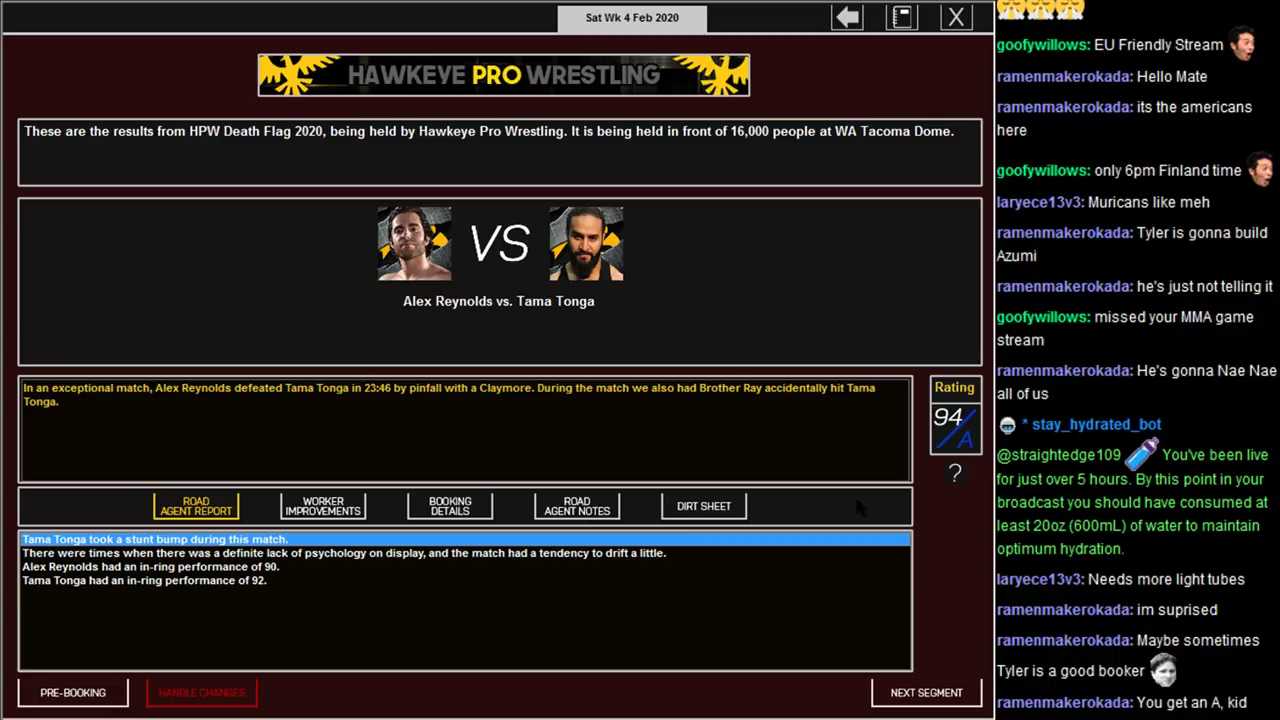 Sat Wk 4 Feb 2020
HAWKEYE PRO WRESTLING
These are the results from HPW Death Flag 2020, being held by Hawkeye Pro Wrestling. It is being held in front of 16,000 people at WA Tacoma Dome.
VS
Alex Reynolds vs. Tama Tonga
In an exceptional match, Alex Reynolds defeated Tama Tonga in 23:46 by pinfall with a Claymore. During the match we also had Brother Ray accidentally hit Tama
Tonga.
Rating
94/A
?
ROAD
AGENT REPORT
WORKER
IMPROVEMENTS
BOOKING
DETAILS
ROAD
AGENT NOTES
DIRT SHEET
Tama Tonga took a stunt bump during this match.
There were times when there was a definite lack of psychology on display, and the match had a tendency to drift a little.
Alex Reynolds had an in-ring performance of 90.
Tama Tonga had an in-ring performance of 92.
PRE-BOOKING
HANDLE CHANGES
NEXT SEGMENT
goofywillows: EU Friendly Stream
ramenmakerokada: Hello Mate
ramenmakerokada: its the americans
here
goofywillows: only 6pm Finland time
laryece13v3: Muricans like meh
ramenmakerokada: Tyler is gonna build
Azumi
ramenmakerokada: he's just not telling it
goofywillows: missed your MMA game
stream
ramenmakerokada: He's gonna Nae Nae
all of us
* stay_hydrated_bot
@straightedge109 You've been live
for just over 5 hours. By this point in your
broadcast you should have consumed at
least 20oz (600mL) of water to maintain
optimum hydration.
laryece13v3: Needs more light tubes
ramenmakerokada: im suprised
ramenmakerokada: Maybe sometimes
Tyler is a good booker
ramenmakerokada: You get an A, kid